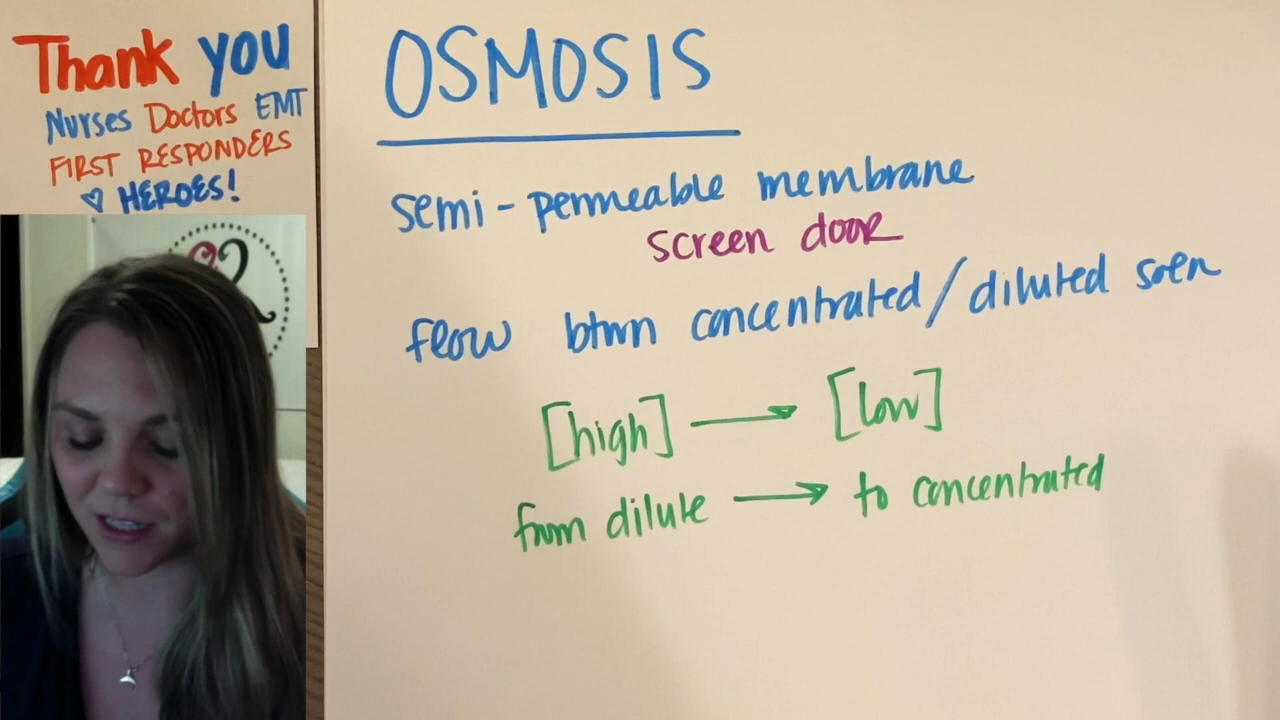 Thank you
Nurses Doctors EMT
FIRST RESPONDERS
♡ HEROES!
OSMOSIS
semi-permeable membrane
screen door
flow btwn concentrated/diluted
[high] → [low]
from dilute → to concentrated